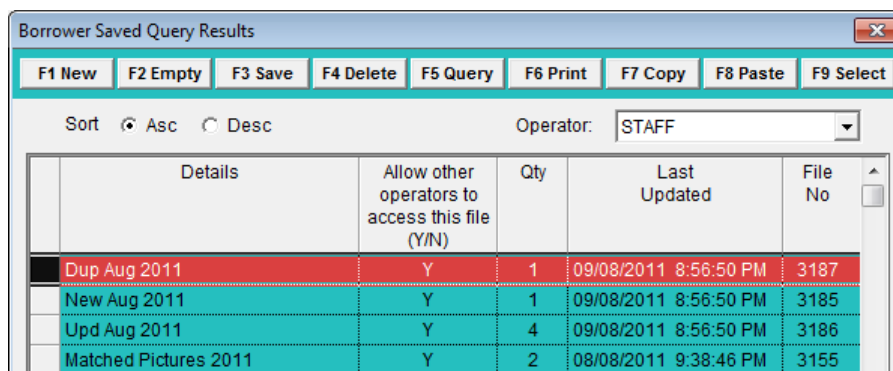 Borrower Saved Query Results
F1 New F2 Empty F3 Save F4 Delete F5 Query F6 Print F7 Copy F8 Paste F9 Select
Sort Asc Desc Operator: STAFF
Details Allow other operators to access this file (Y/N) Qty Last Updated File No
Dup Aug 2011 Y 1 09/08/2011 8:56:50 PM 3187
New Aug 2011 Y 1 09/08/2011 8:56:50 PM 3185
Upd Aug 2011 Y 4 09/08/2011 8:56:50 PM 3186
Matched Pictures 2011 Y 2 08/08/2011 9:38:46 PM 3155